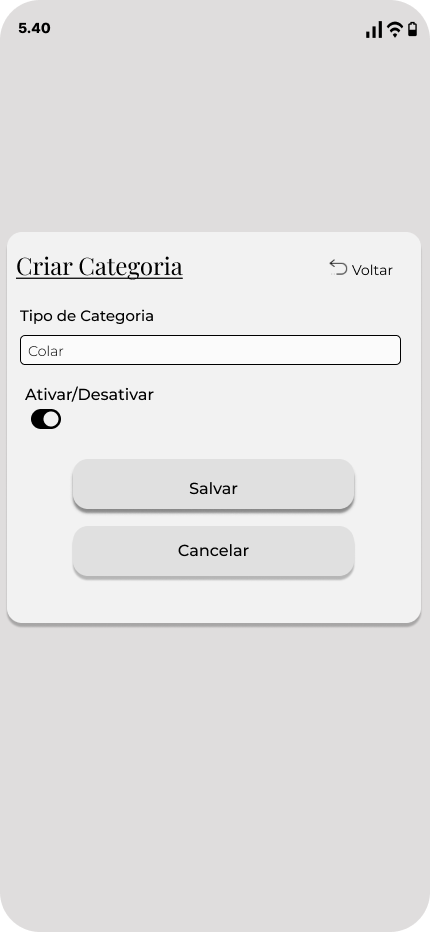 5.40
Criar Categoria
Voltar
Tipo de Categoria
Colar
Ativar/Desativar
Salvar
Cancelar